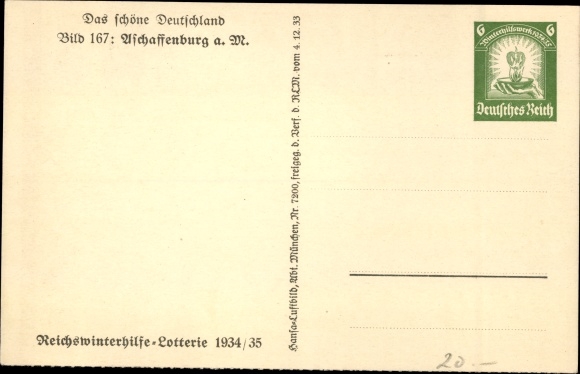 Das schöne Deutschland
Bild 167: Aschaffenburg a. M.
Hansa-Luftbild, Abt. München, Nr. 7200, freigeg. d. Verf. d. RLM. vom 4. 12. 33
6 6
Winterhilfswerk 1934/35
Deutsches Reich
Reichswinterhilfe-Lotterie 1934/35
20.—